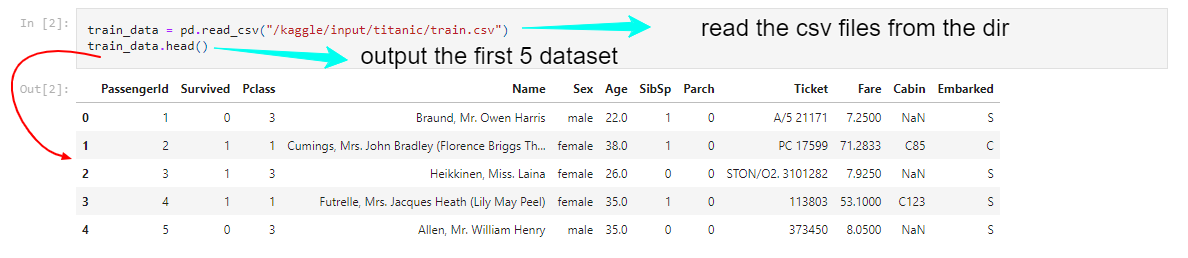 In [2]:
train_data = pd.read_csv("/kaggle/input/titanic/train.csv") read the csv files from the dir
train_data.head() output the first 5 dataset
Out[2]:
PassengerId Survived Pclass Name Sex Age SibSp Parch Ticket Fare Cabin Embarked
0 1 0 3 Braund, Mr. Owen Harris male 22.0 1 0 A/5 21171 7.2500 NaN S
1 2 1 1 Cumings, Mrs. John Bradley (Florence Briggs Th... female 38.0 1 0 PC 17599 71.2833 C85 C
2 3 1 3 Heikkinen, Miss. Laina female 26.0 0 0 STON/O2. 3101282 7.9250 NaN S
3 4 1 1 Futrelle, Mrs. Jacques Heath (Lily May Peel) female 35.0 1 0 113803 53.1000 C123 S
4 5 0 3 Allen, Mr. William Henry male 35.0 0 0 373450 8.0500 NaN S